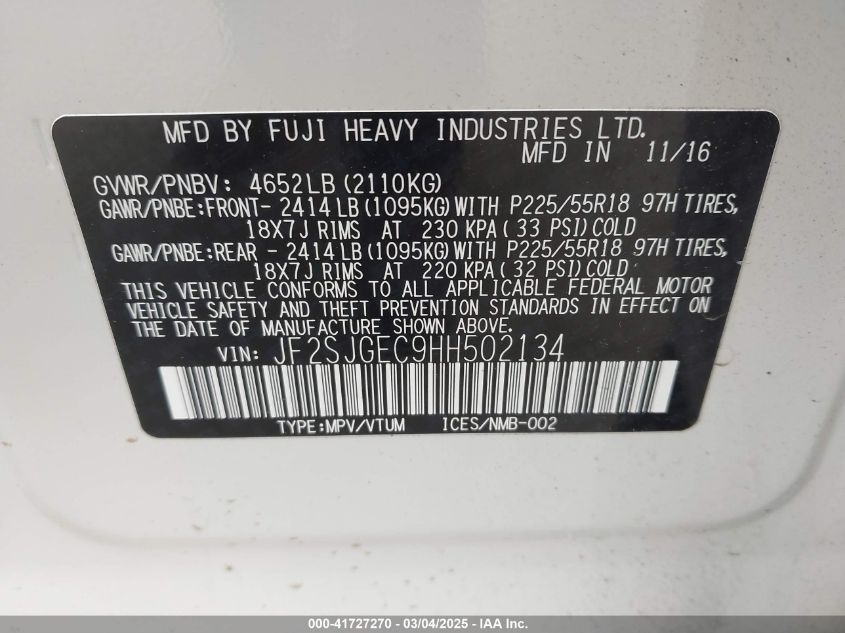 MFD BY FUJI HEAVY INDUSTRIES LTD.
MFD IN 11/16
GVWR/PNBV: 4652LB (2110KG)
GAWR/PNBE:FRONT- 2414LB (1095KG) WITH P225/55R18 97H TIRES,
18X7J RIMS AT 230 KPA ( 33 PSI) COLD
GAWR/PNBE:REAR - 2414LB (1095KG) WITH P225/55R18 97H TIRES,
18X7J RIMS AT 220 KPA ( 32 PSI) COLD
THIS VEHICLE CONFORMS TO ALL APPLICABLE FEDERAL MOTOR
VEHICLE SAFETY AND THEFT PREVENTION STANDARDS IN EFFECT ON
THE DATE OF MANUFACTURE SHOWN ABOVE.
VIN: JF2SJGEC9HH502134
TYPE:MPV/VTUM ICES/NMB-002
000-41727270 - 03/04/2025 - IAA Inc.